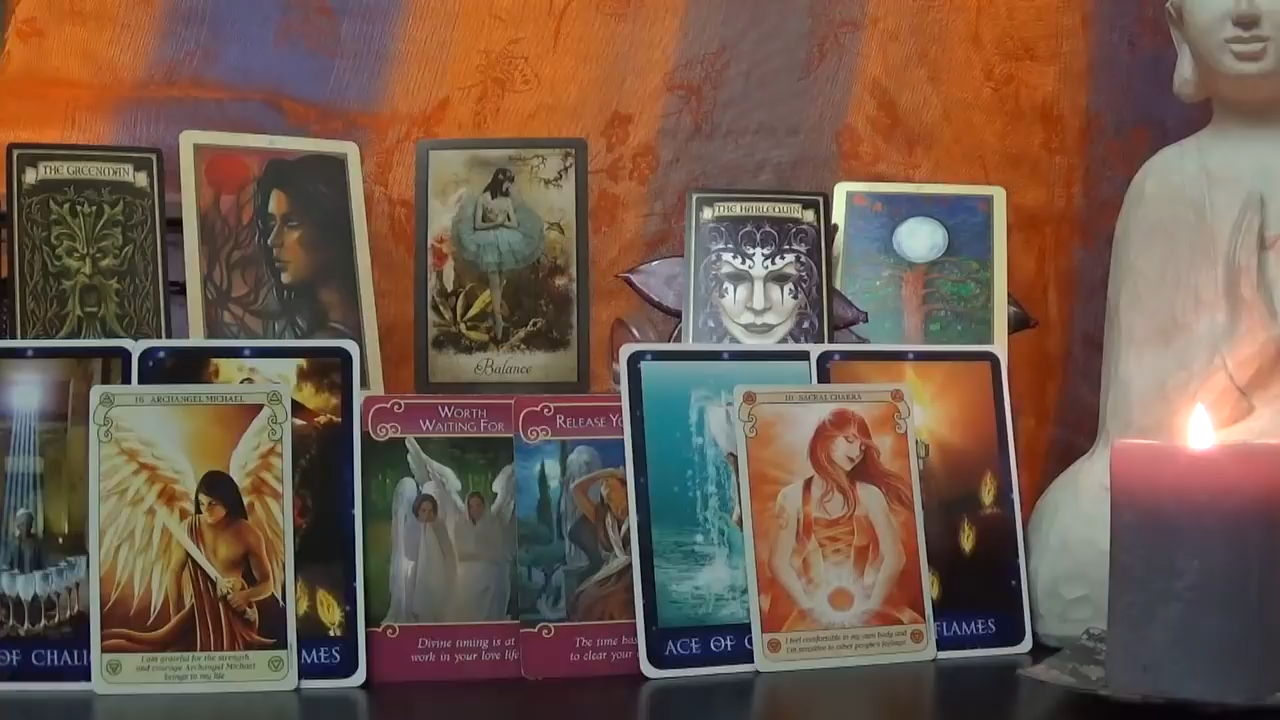 THE GREENMAN
Balance
THE HARLEQUIN
OF CHALI
16 ARCHANGEL MICHAEL
I am grateful for the strength
and courage Archangel Michael
brings to my life
MES
WORTH
WAITING FOR
Divine timing is at
work in your love life
RELEASE YO
The time has
to clear your
ACE OF C
10 SACRAL CHAKRA
I feel comfortable in my own body and
I'm sensitive to other people's feelings
FLAMES